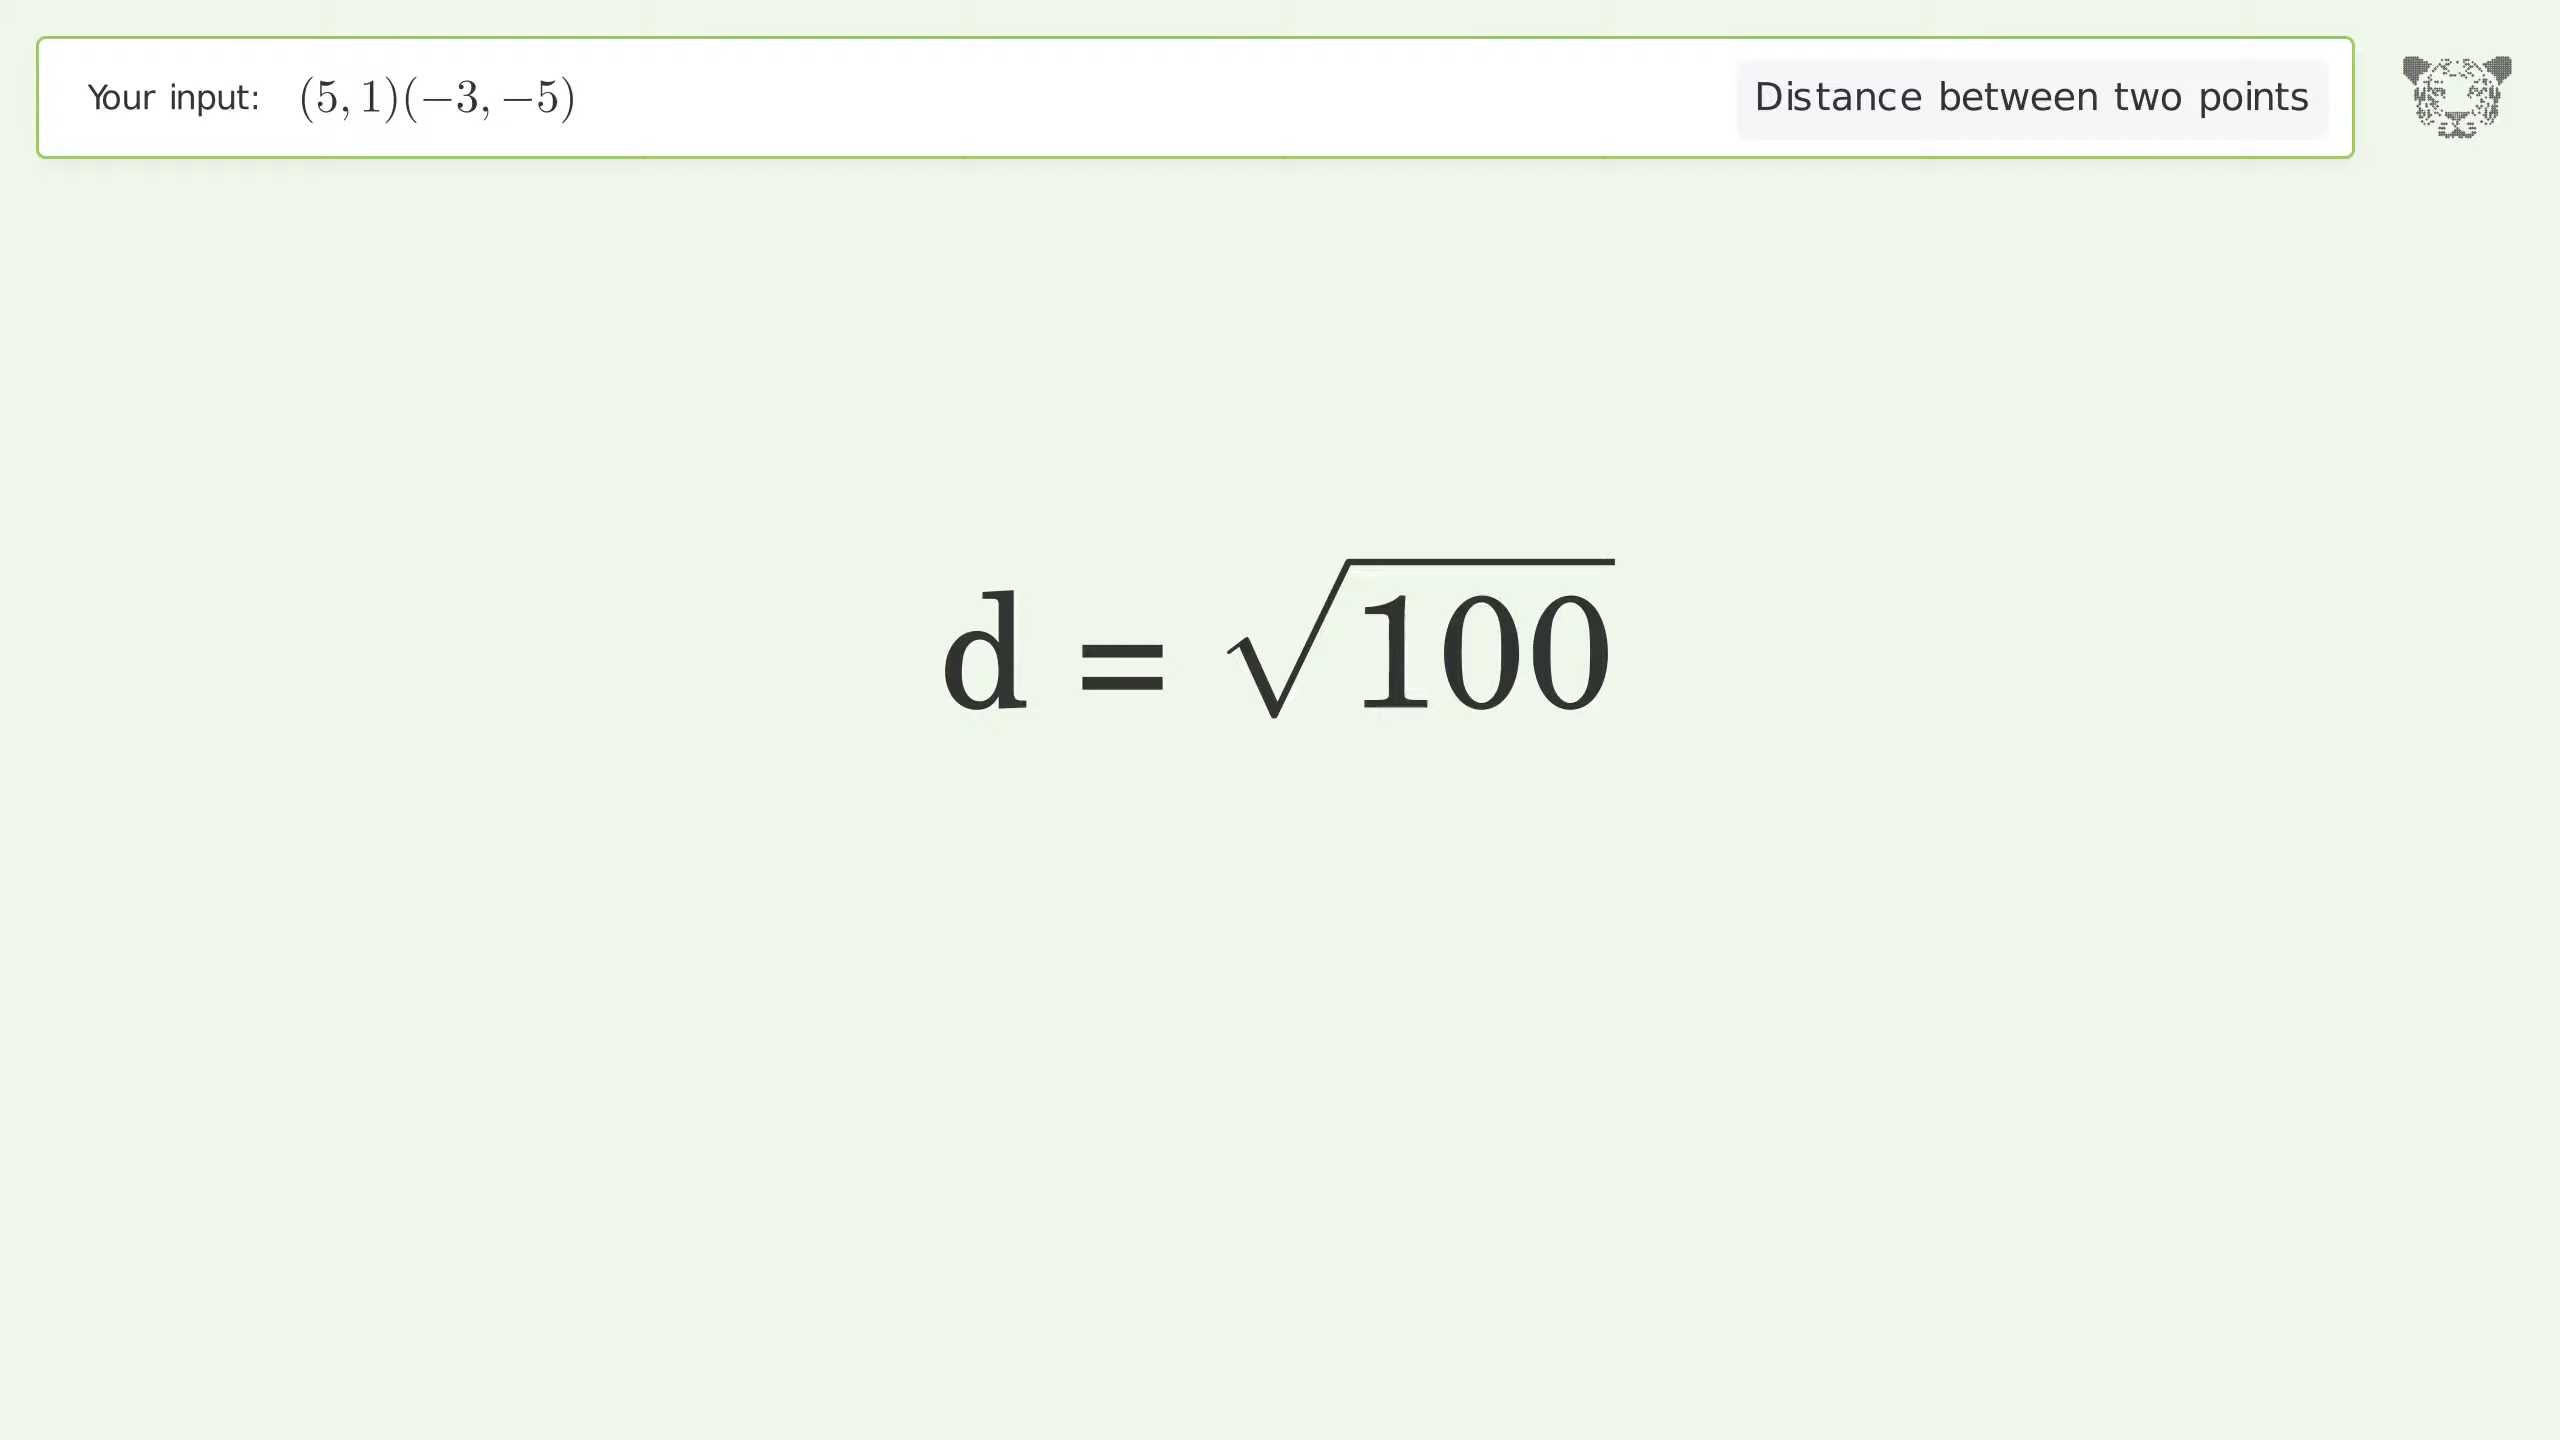 Your input: (5, 1)(−3, −5)
Distance between two points
d = √100